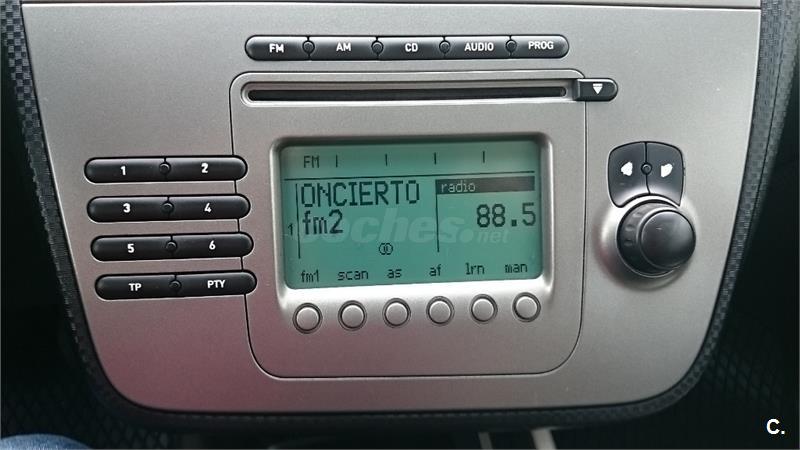 FM AM CD AUDIO PROG
1 2
3 4
5 6
TP PTY
FM
ONCIERTO radio
fm2 88.5
1
coches.net
fm1 scan as af lrn man
C.